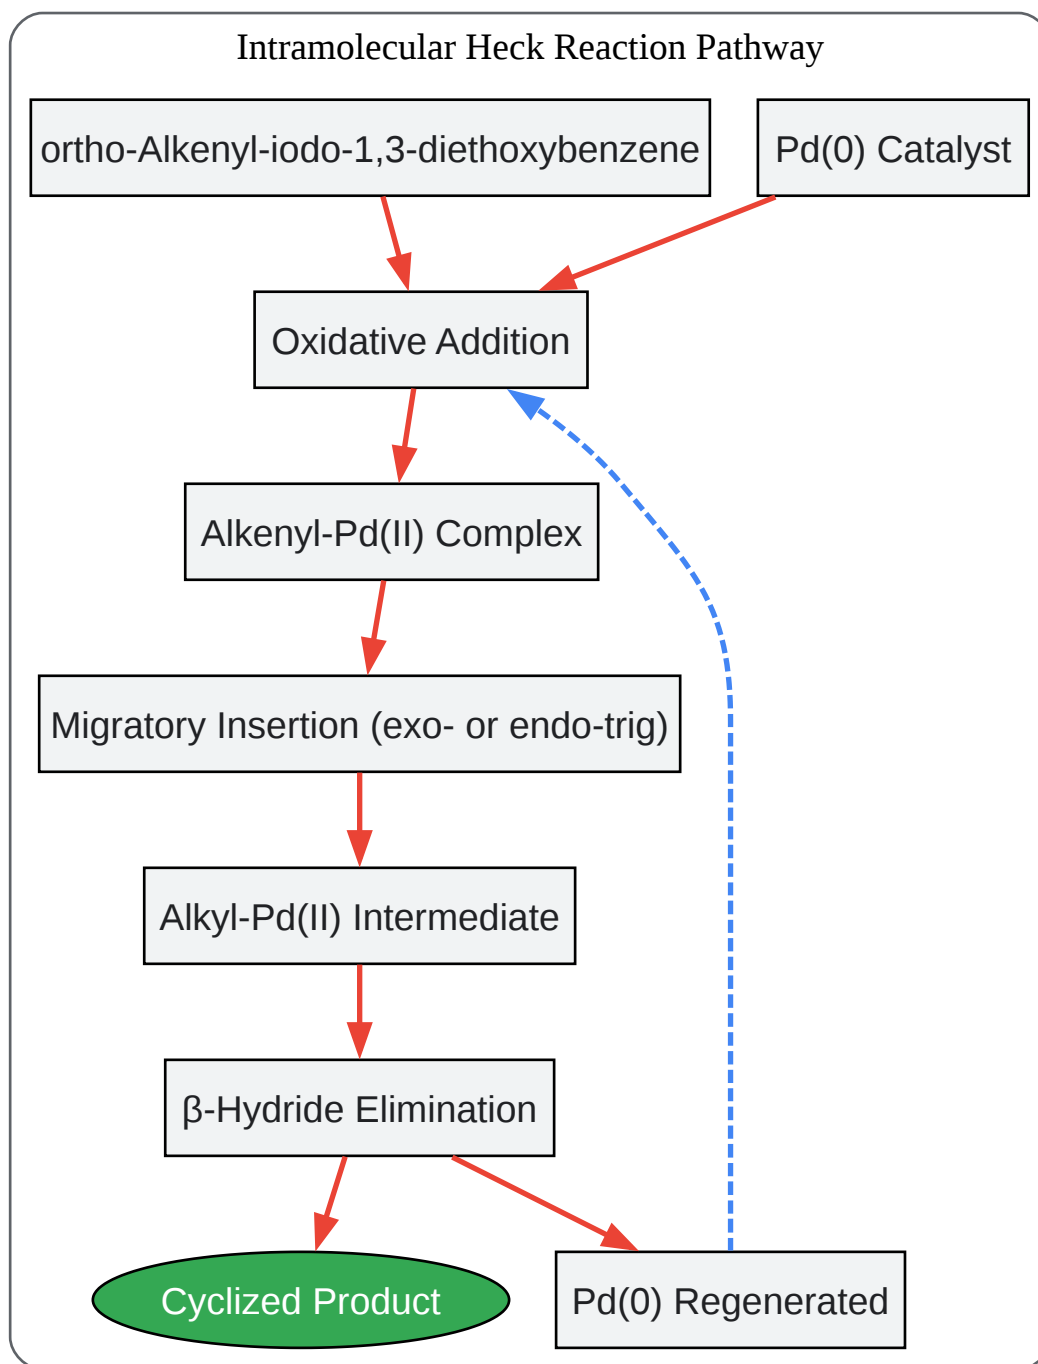 Intramolecular Heck Reaction Pathway
ortho-Alkenyl-iodo-1,3-diethoxybenzene
Pd(0) Catalyst
Oxidative Addition
Alkenyl-Pd(II) Complex
Migratory Insertion (exo- or endo-trig)
Alkyl-Pd(II) Intermediate
β-Hydride Elimination
Cyclized Product
Pd(0) Regenerated